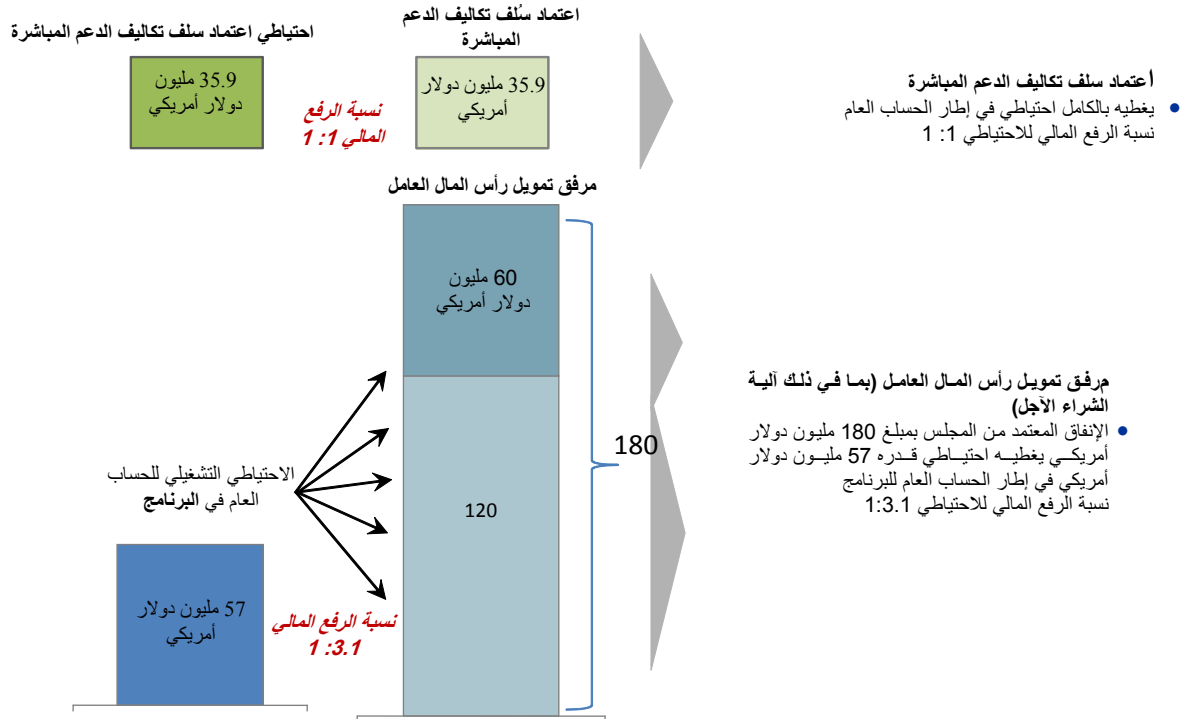 احتياطي اعتماد سلف تكاليف الدعم المباشرة
35.9 مليون
دولار أمريكي
نسبة الرفع
المالي 1: 1
اعتماد سُلف تكاليف الدعم
المباشرة
35.9 مليون دولار
أمريكي
أعتماد سلف تكاليف الدعم المباشرة
• يغطيه بالكامل احتياطي في إطار الحساب العام
نسبة الرفع المالي للاحتياطي 1: 1
مرفق تمويل رأس المال العامل
60 مليون
دولار أمريكي
120
180
الاحتياطي التشغيلي للحساب
العام في البرنامج
57 مليون دولار
أمريكي
نسبة الرفع المالي
3.1: 1
مرفق تمويل رأس المال العامل (بما في ذلك آلية
الشراء الآجل)
• الإنفاق المعتمد من المجلس بمبلغ 180 مليون دولار
أمريكي يغطيه احتياطي قدره 57 مليون دولار
أمريكي في إطار الحساب العام للبرنامج
نسبة الرفع المالي للاحتياطي 1:3.1